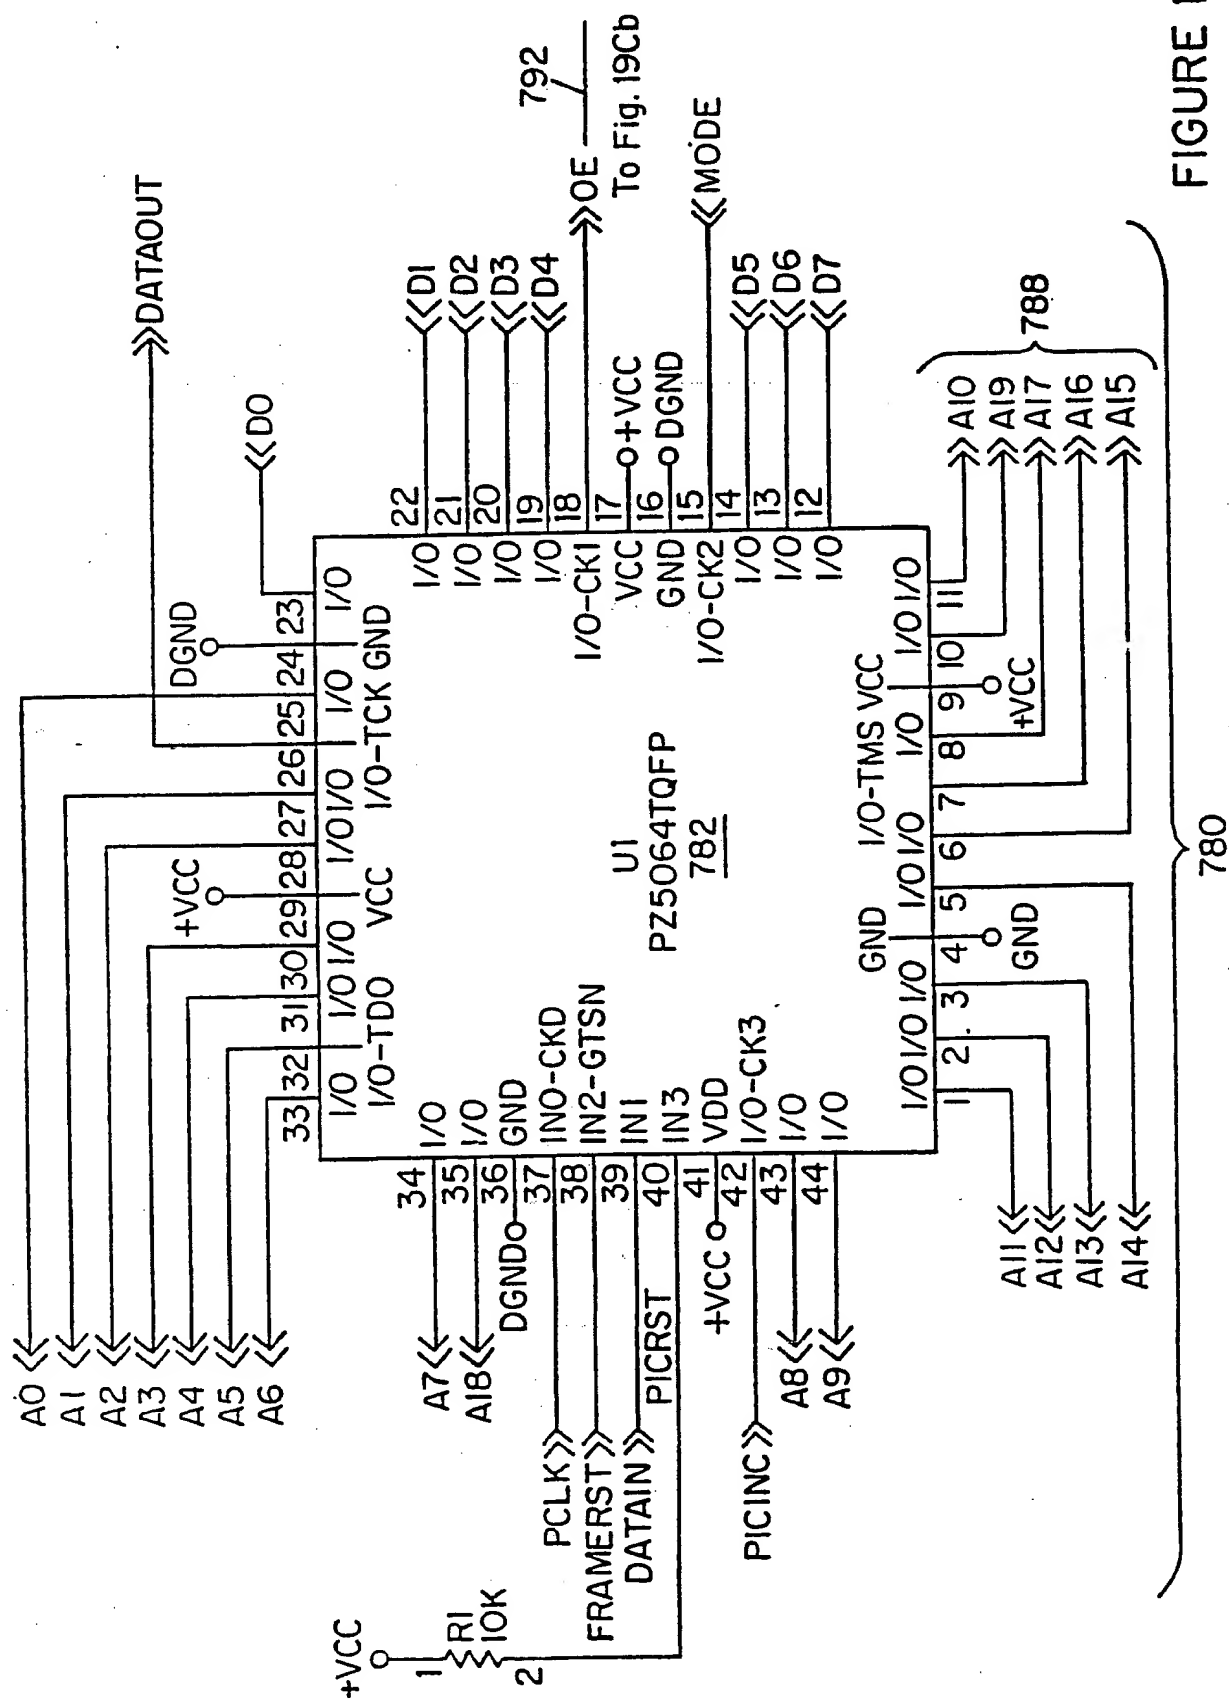 A0
A1
A2
A3
A4
A5
A6
+VCC
DGND
DATAOUT
D0
33
32
31
30
29
28
27
26
25
24
23
I/O
I/O-TDO
I/O
I/O
VCC
I/O
I/O
I/O-TCK
I/O
GND
I/O
A7
A18
DGND
PCLK
FRAMERST
DATAIN
PICRST
+VCC
PICINC
A8
A9
+VCC
1
R1
10K
2
34
35
36
37
38
39
40
41
42
43
44
I/O
I/O
GND
IN0-CKD
IN2-GTSN
IN1
IN3
VDD
I/O-CK3
I/O
I/O
U1
PZ5064TQFP
782
I/O
I/O
I/O
I/O
I/O-CK1
VCC
GND
I/O-CK2
I/O
I/O
I/O
22
21
20
19
18
17
16
15
14
13
12
D1
D2
D3
D4
OE
792
To Fig. 19Cb
+VCC
DGND
MODE
D5
D6
D7
I/O
I/O
I/O
GND
I/O
I/O
I/O-TMS
I/O
VCC
I/O
I/O
1
2
3
4
5
6
7
8
9
10
11
GND
+VCC
A11
A12
A13
A14
A10
A19
A17
A16
A15
788
780
FIGURE